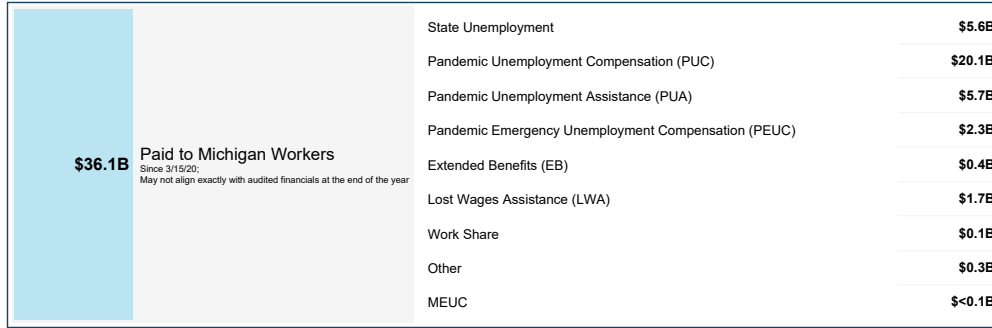 $36.1B
Paid to Michigan Workers
Since 3/15/20;
May not align exactly with audited financials at the end of the year
State Unemployment $5.6B
Pandemic Unemployment Compensation (PUC) $20.1B
Pandemic Unemployment Assistance (PUA) $5.7B
Pandemic Emergency Unemployment Compensation (PEUC) $2.3B
Extended Benefits (EB) $0.4B
Lost Wages Assistance (LWA) $1.7B
Work Share $0.1B
Other $0.3B
MEUC $<0.1B